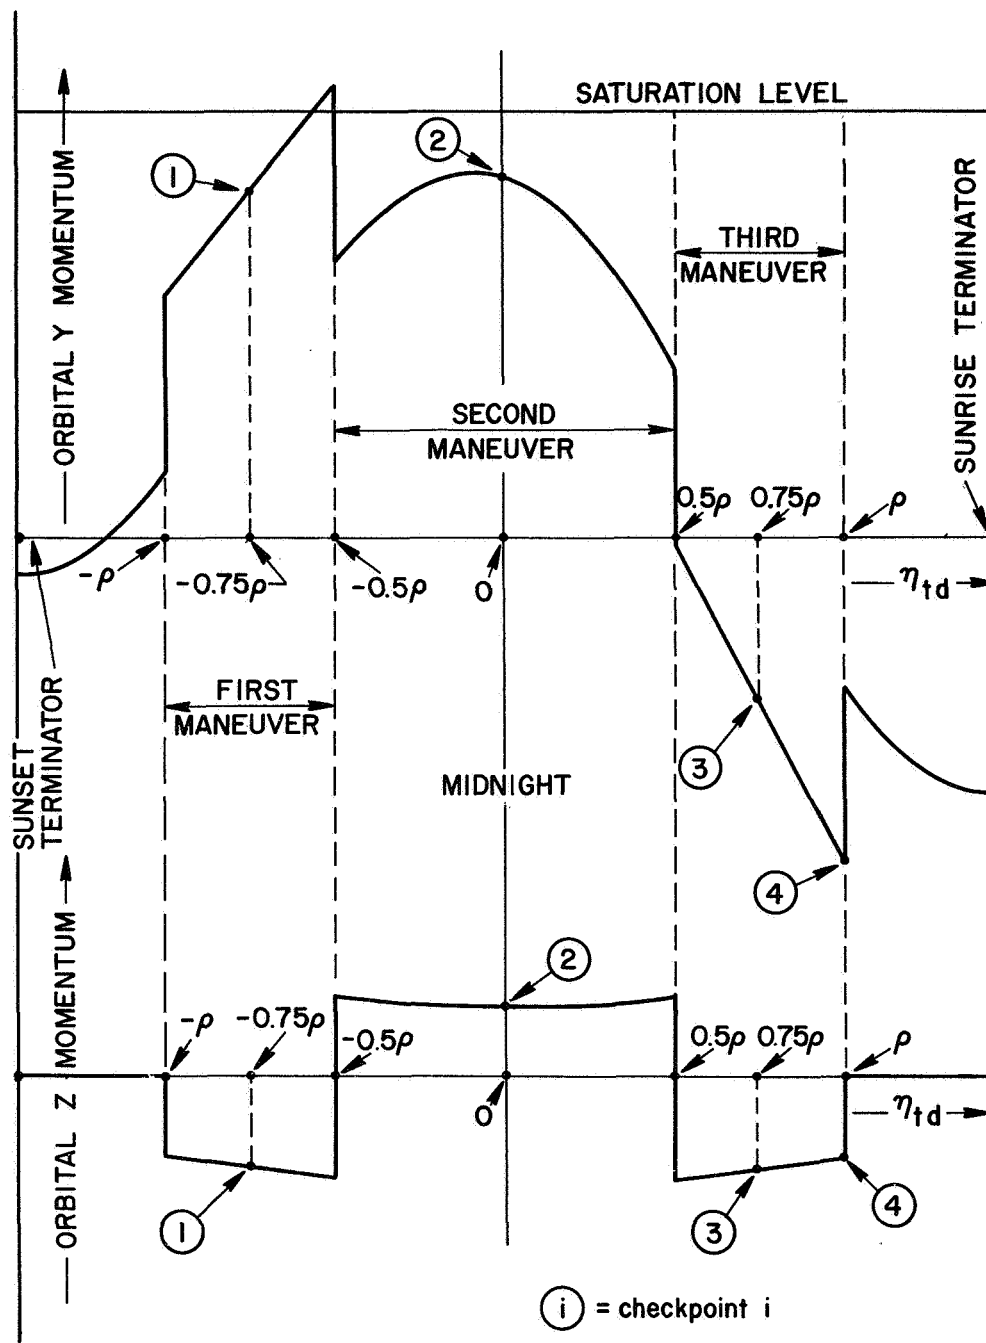 SATURATION LEVEL
ORBITAL Y MOMENTUM
1
2
THIRD
MANEUVER
SUNRISE TERMINATOR
SECOND
MANEUVER
0.5ρ
0.75ρ
ρ
-ρ
-0.75ρ
-0.5ρ
0
ηtd
FIRST
MANEUVER
SUNSET
TERMINATOR
3
MIDNIGHT
4
ORBITAL Z MOMENTUM
2
-ρ
-0.75ρ
-0.5ρ
0.5ρ
0.75ρ
ρ
0
ηtd
1
3
4
i = checkpoint i